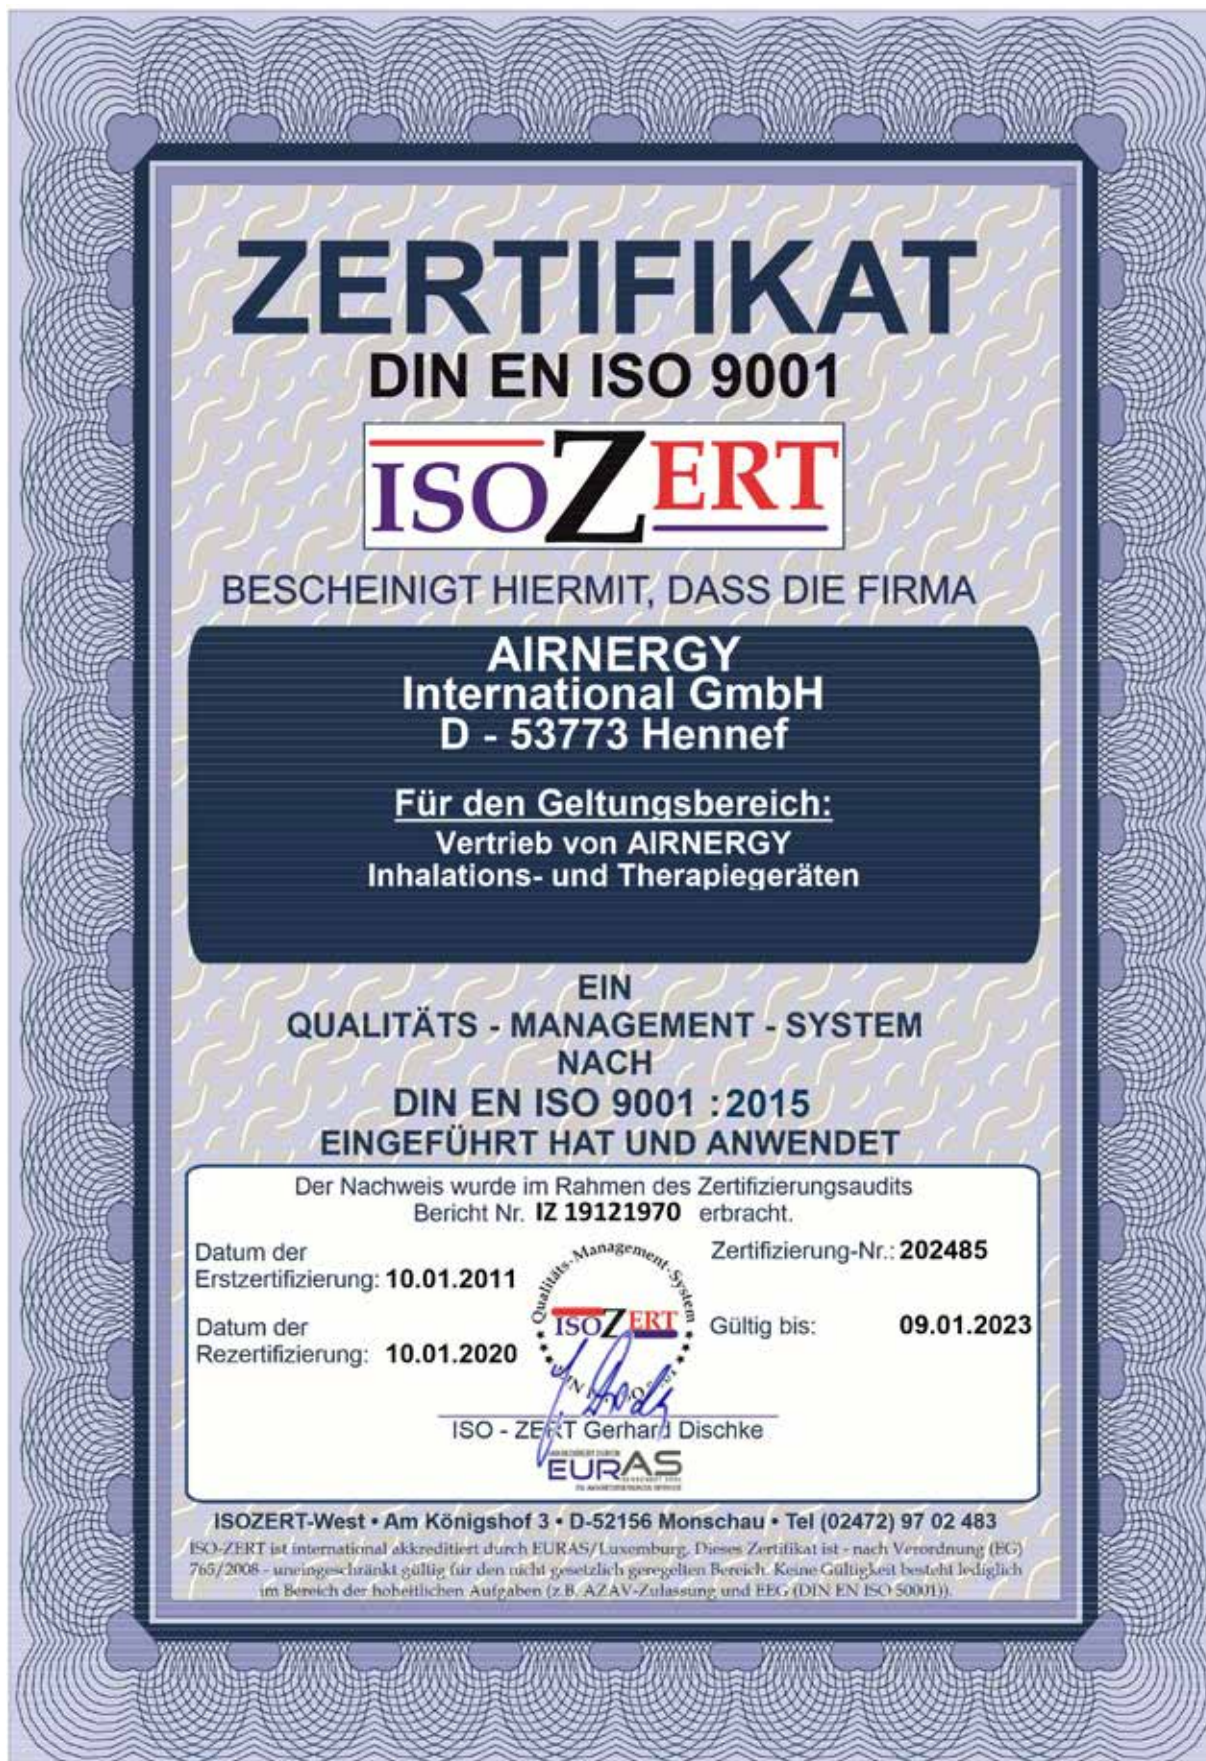 ZERTIFIKAT
DIN EN ISO 9001
ISOZERT
BESCHEINIGT HIERMIT, DASS DIE FIRMA
AIRNERGY
International GmbH
D - 53773 Hennef
Für den Geltungsbereich:
Vertrieb von AIRNERGY
Inhalations- und Therapiegeräten
EIN
QUALITÄTS - MANAGEMENT - SYSTEM
NACH
DIN EN ISO 9001 : 2015
EINGEFÜHRT HAT UND ANWENDET
Der Nachweis wurde im Rahmen des Zertifizierungsaudits
Bericht Nr. IZ 19121970 erbracht.
Datum der
Erstzertifizierung: 10.01.2011
Zertifizierung-Nr.: 202485
Datum der
Rezertifizierung: 10.01.2020
Gültig bis: 09.01.2023
Qualitäts-Management-System
ISOZERT
ISO - ZERT Gerhard Dischke
EURAS
ISOZERT-West • Am Königshof 3 • D-52156 Monschau • Tel (02472) 97 02 483
ISO-ZERT ist international akkreditiert durch EURAS/Luxemburg. Dieses Zertifikat ist - nach Verordnung (EG)
765/2008 - uneingeschränkt gültig für den nicht gesetzlich geregelten Bereich. Keine Gültigkeit besteht lediglich
im Bereich der hoheitlichen Aufgaben (z.B. AZAV-Zulassung und EEG (DIN EN ISO 50001)).